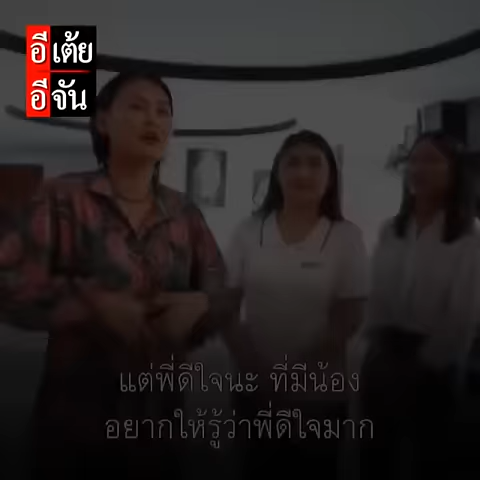 อีเต้ย
อีจัน
แต่พี่ดีใจนะ ที่มีน้อง
อยากให้รู้ว่าพี่ดีใจมาก